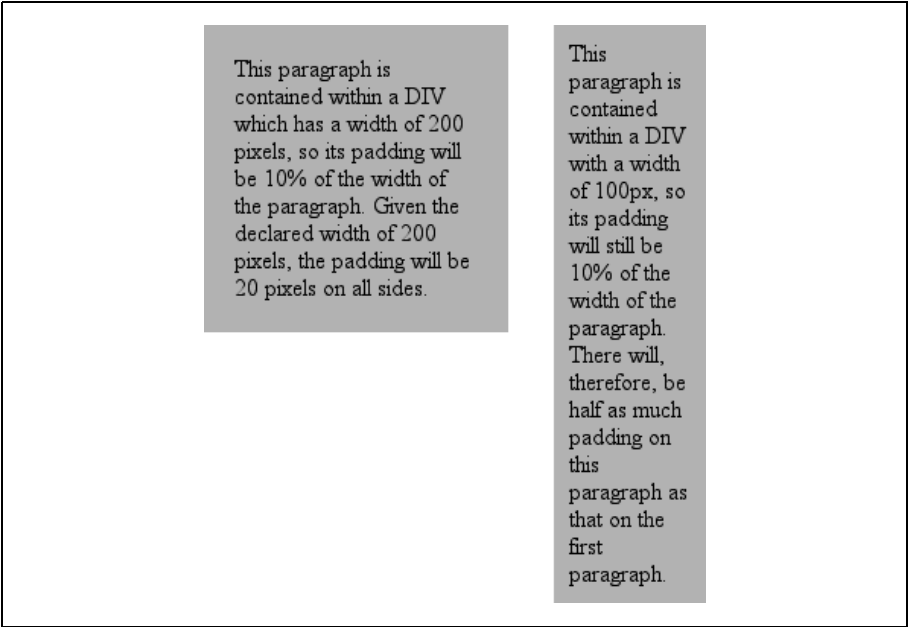 This paragraph is
contained within a DIV
which has a width of 200
pixels, so its padding will
be 10% of the width of
the paragraph. Given the
declared width of 200
pixels, the padding will be
20 pixels on all sides.
This
paragraph is
contained
within a DIV
with a width
of 100px, so
its padding
will still be
10% of the
width of the
paragraph.
There will,
therefore, be
half as much
padding on
this
paragraph as
that on the
first
paragraph.